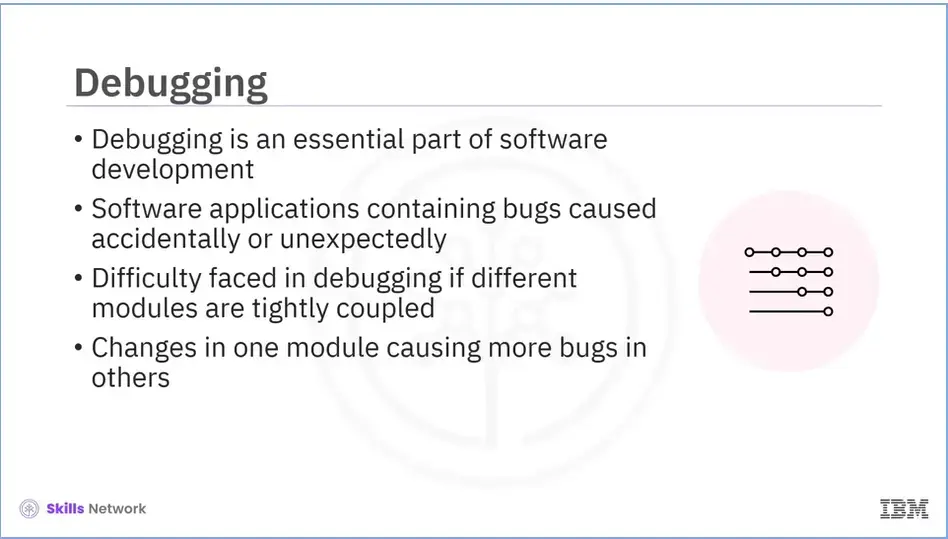 Debugging
• Debugging is an essential part of software
development
• Software applications containing bugs caused
accidentally or unexpectedly
• Difficulty faced in debugging if different
modules are tightly coupled
• Changes in one module causing more bugs in
others
Skills Network
IBM